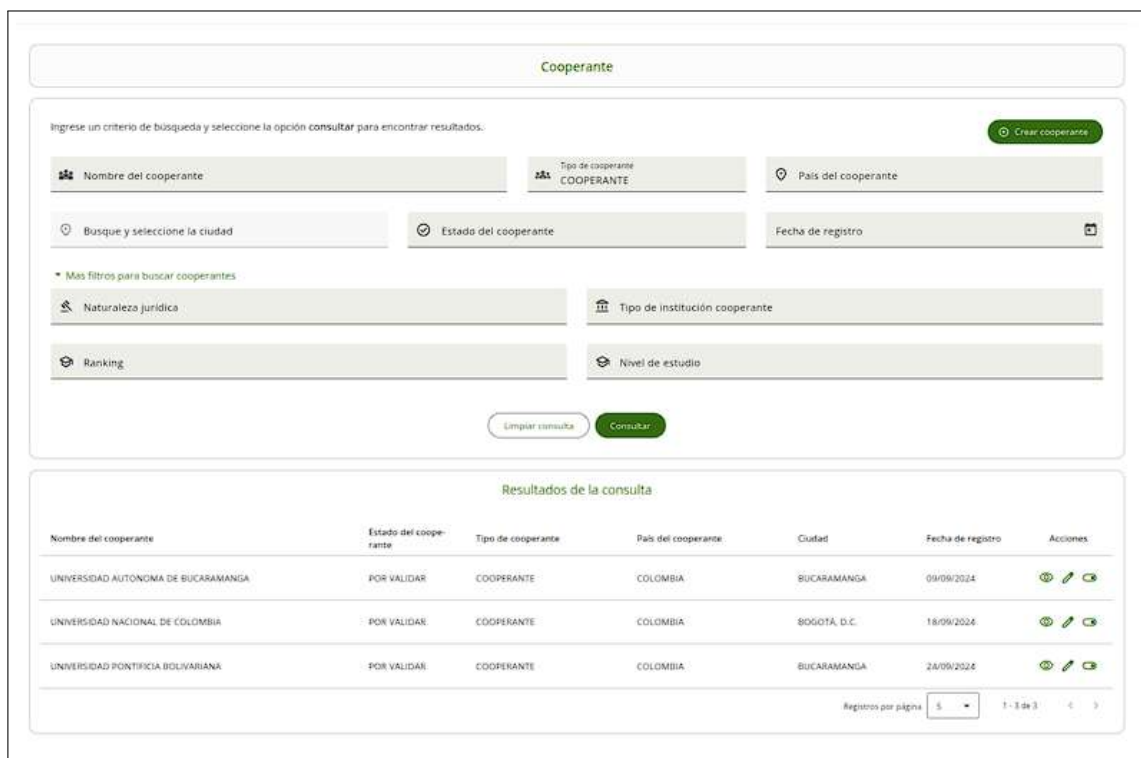 Cooperante
Ingrese un criterio de búsqueda y seleccione la opción consultar para encontrar resultados.
Crear cooperante
Nombre del cooperante
Tipo de cooperante
COOPERANTE
País del cooperante
Busque y seleccione la ciudad
Estado del cooperante
Fecha de registro
Mas filtros para buscar cooperantes
Naturaleza jurídica
Tipo de institución cooperante
Ranking
Nivel de estudio
Limpiar consulta
Consultar
Resultados de la consulta
Nombre del cooperante Estado del coope-rante Tipo de cooperante País del cooperante Ciudad Fecha de registro Acciones
UNIVERSIDAD AUTONOMA DE BUCARAMANGA POR VALIDAR COOPERANTE COLOMBIA BUCARAMANGA 09/09/2024
UNIVERSIDAD NACIONAL DE COLOMBIA POR VALIDAR COOPERANTE COLOMBIA BOGOTÁ, D.C. 18/09/2024
UNIVERSIDAD PONTIFICIA BOLIVARIANA POR VALIDAR COOPERANTE COLOMBIA BUCARAMANGA 24/09/2024
Registros por página 5 1 - 3 de 3